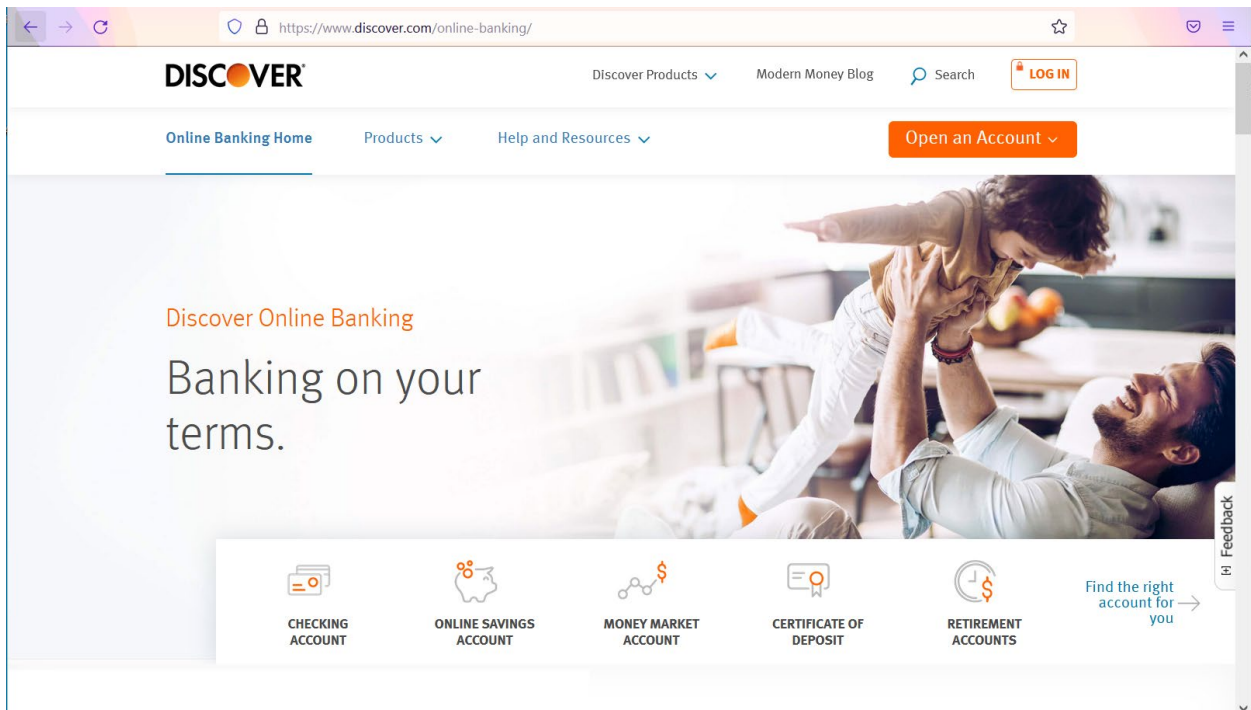 https://www.discover.com/online-banking/
DISCOVER
Discover Products
Modern Money Blog
Search
LOG IN
Online Banking Home
Products
Help and Resources
Open an Account
Discover Online Banking
Banking on your
terms.
[+] Feedback
CHECKING
ACCOUNT
ONLINE SAVINGS
ACCOUNT
MONEY MARKET
ACCOUNT
CERTIFICATE OF
DEPOSIT
RETIREMENT
ACCOUNTS
Find the right
account for
you